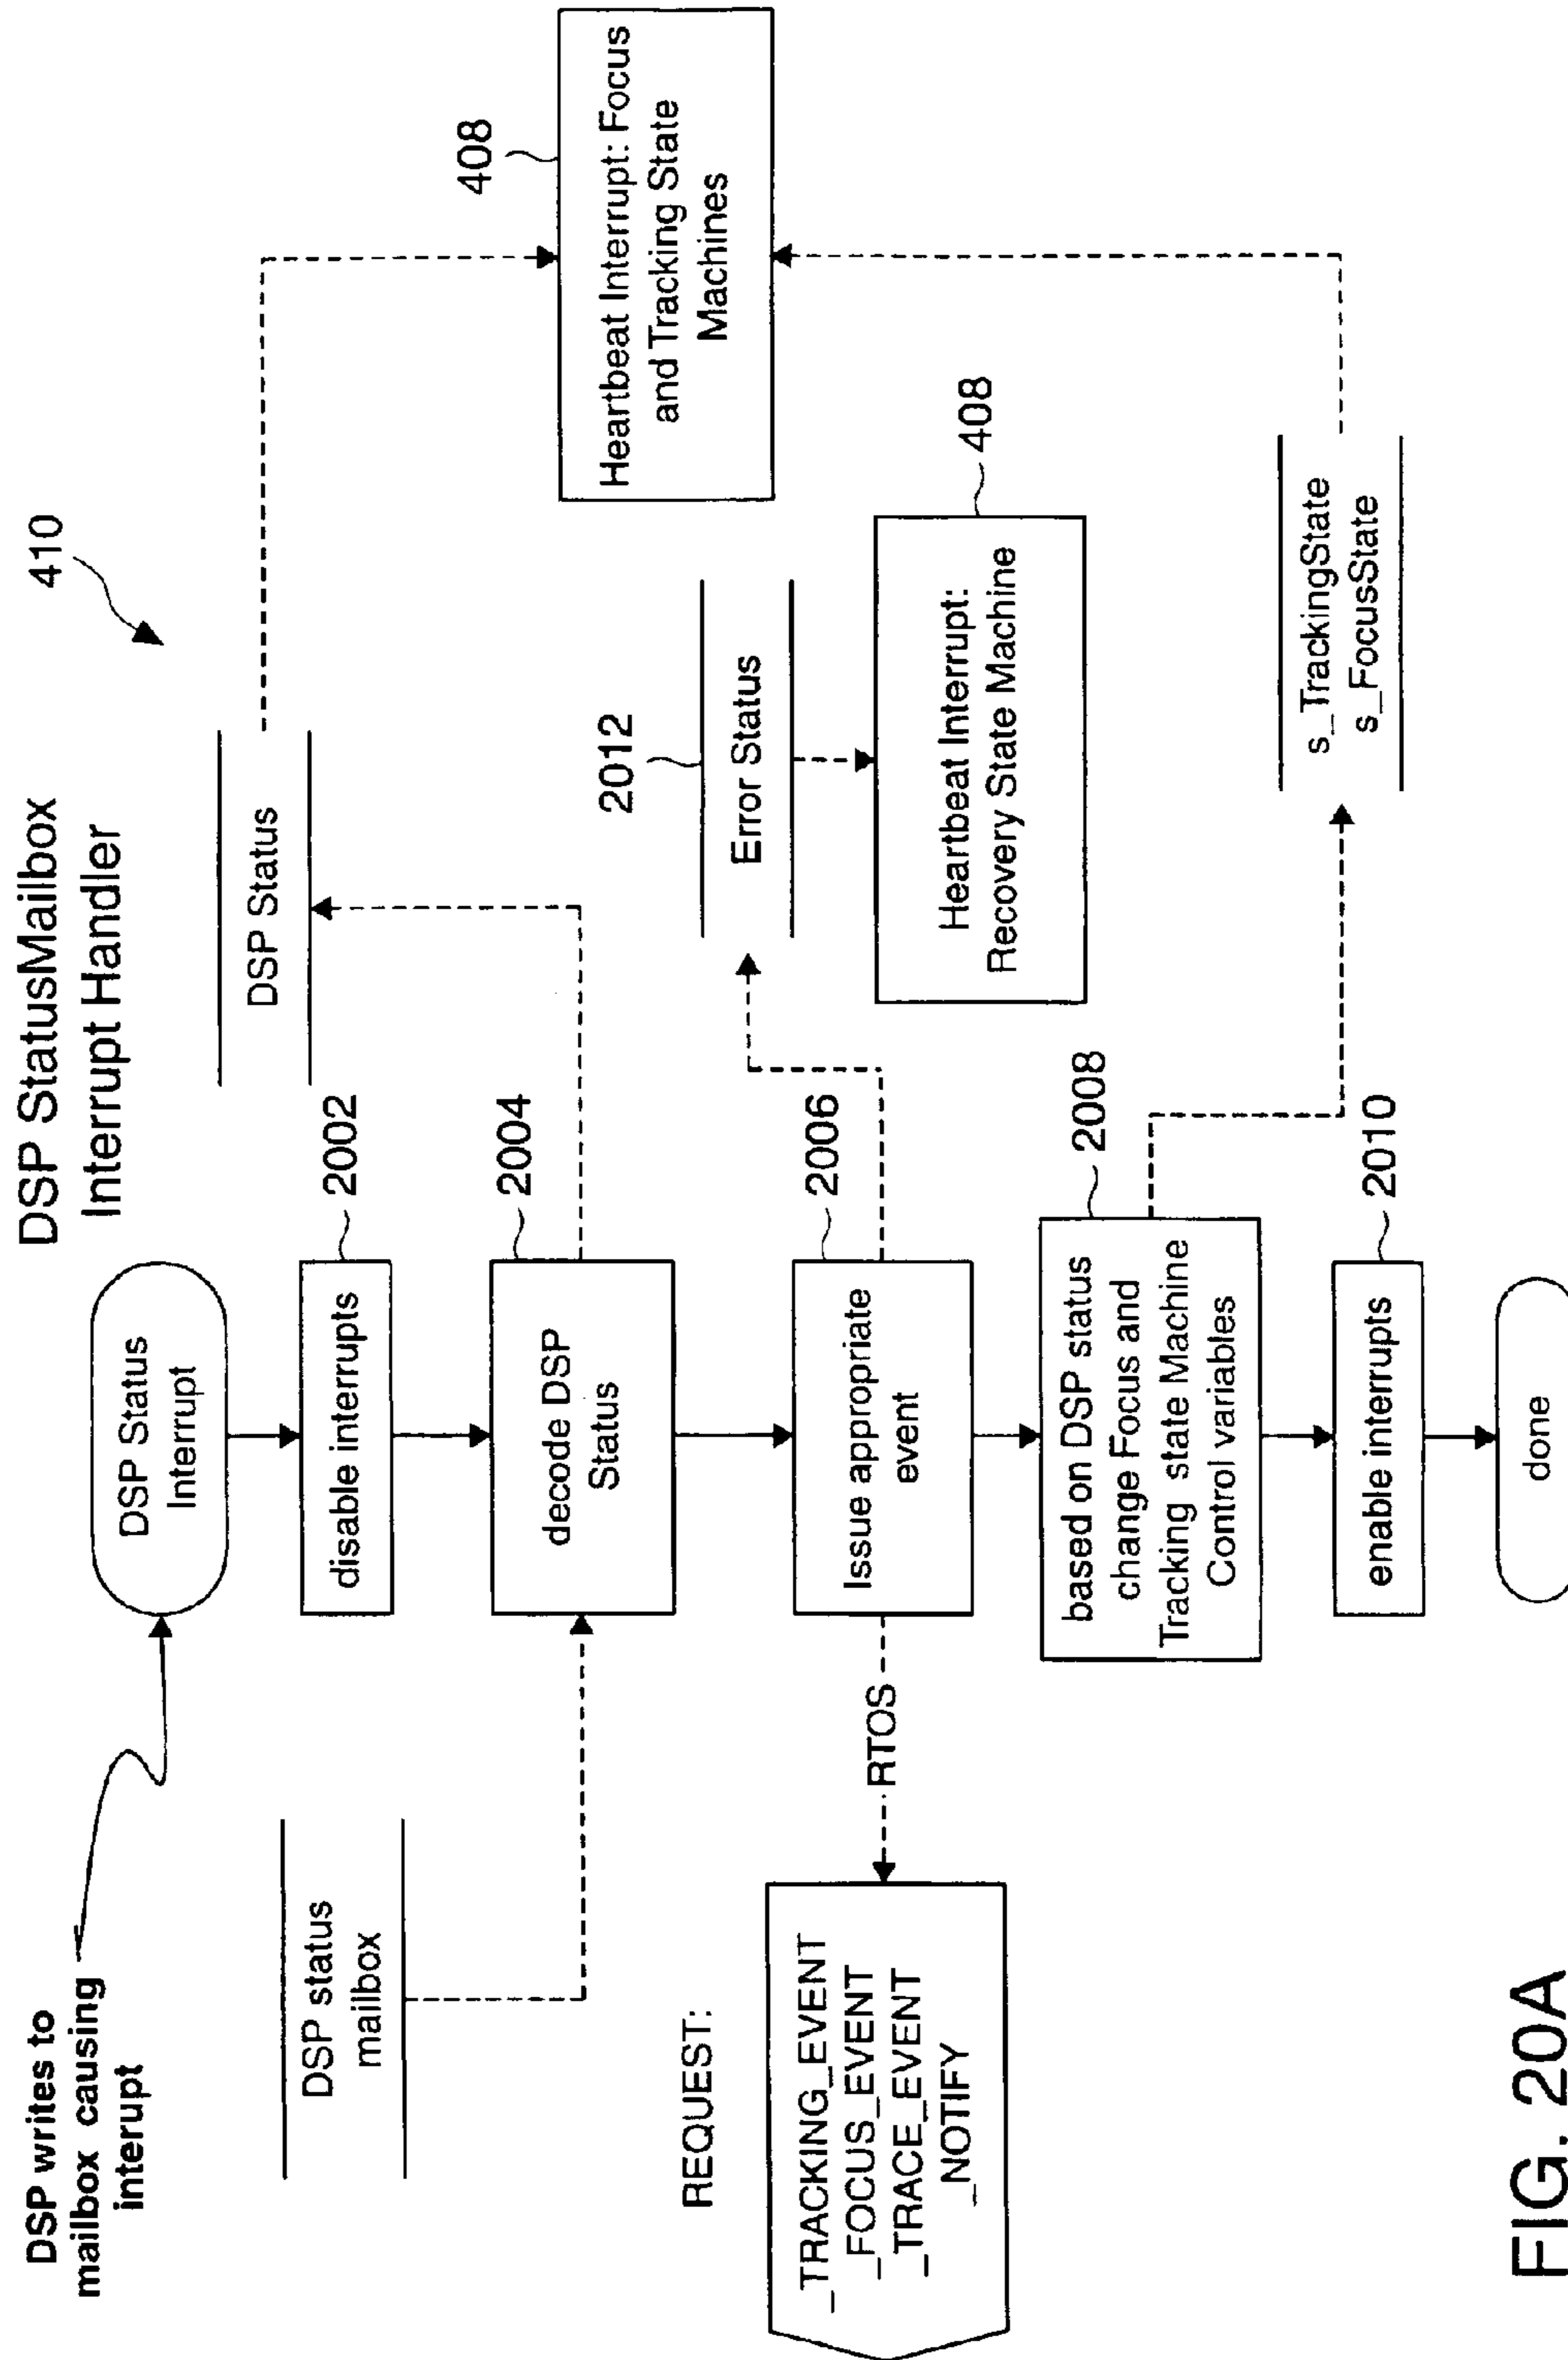 DSP StatusMailbox
Interrupt Handler
410
DSP writes to
mailbox causing
interupt
DSP Status
Interrupt
DSP Status
disable interrupts
2002
DSP status
mailbox
decode DSP
Status
2004
408
Heartbeat Interrupt: Focus
and Tracking State
Machines
REQUEST:
_TRACKING_EVENT
_FOCUS_EVENT
_TRACE_EVENT
_NOTIFY
RTOS
Issue appropriate
event
2006
2012
Error Status
Heartbeat Interrupt:
Recovery State Machine
408
based on DSP status
change Focus and
Tracking state Machine
Control variables
2008
s_TrackingState
s_FocusState
enable interrupts
2010
done
FIG. 20A